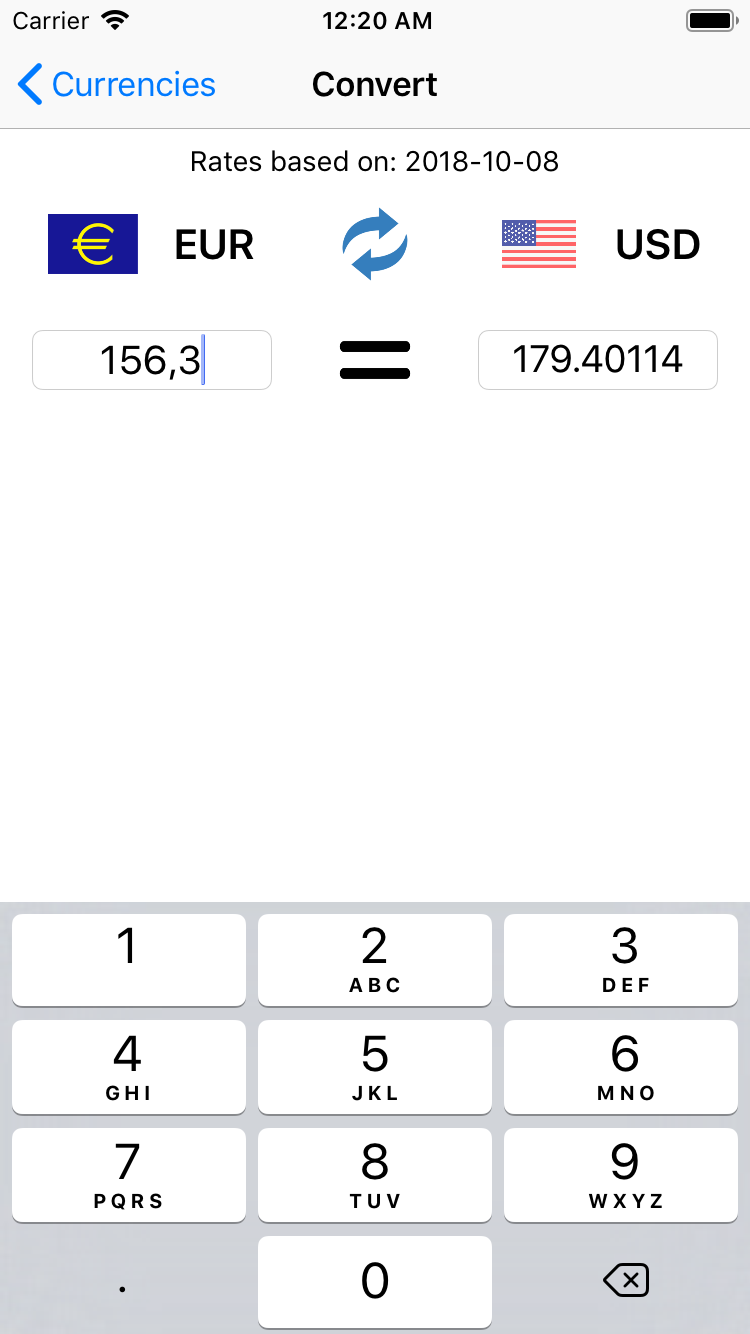 Carrier 12:20 AM
Currencies Convert
Rates based on: 2018-10-08
€ EUR USD
156,3 = 179.40114
1 2 3
ABC DEF
4 5 6
GHI JKL MNO
7 8 9
PQRS TUV WXYZ
. 0